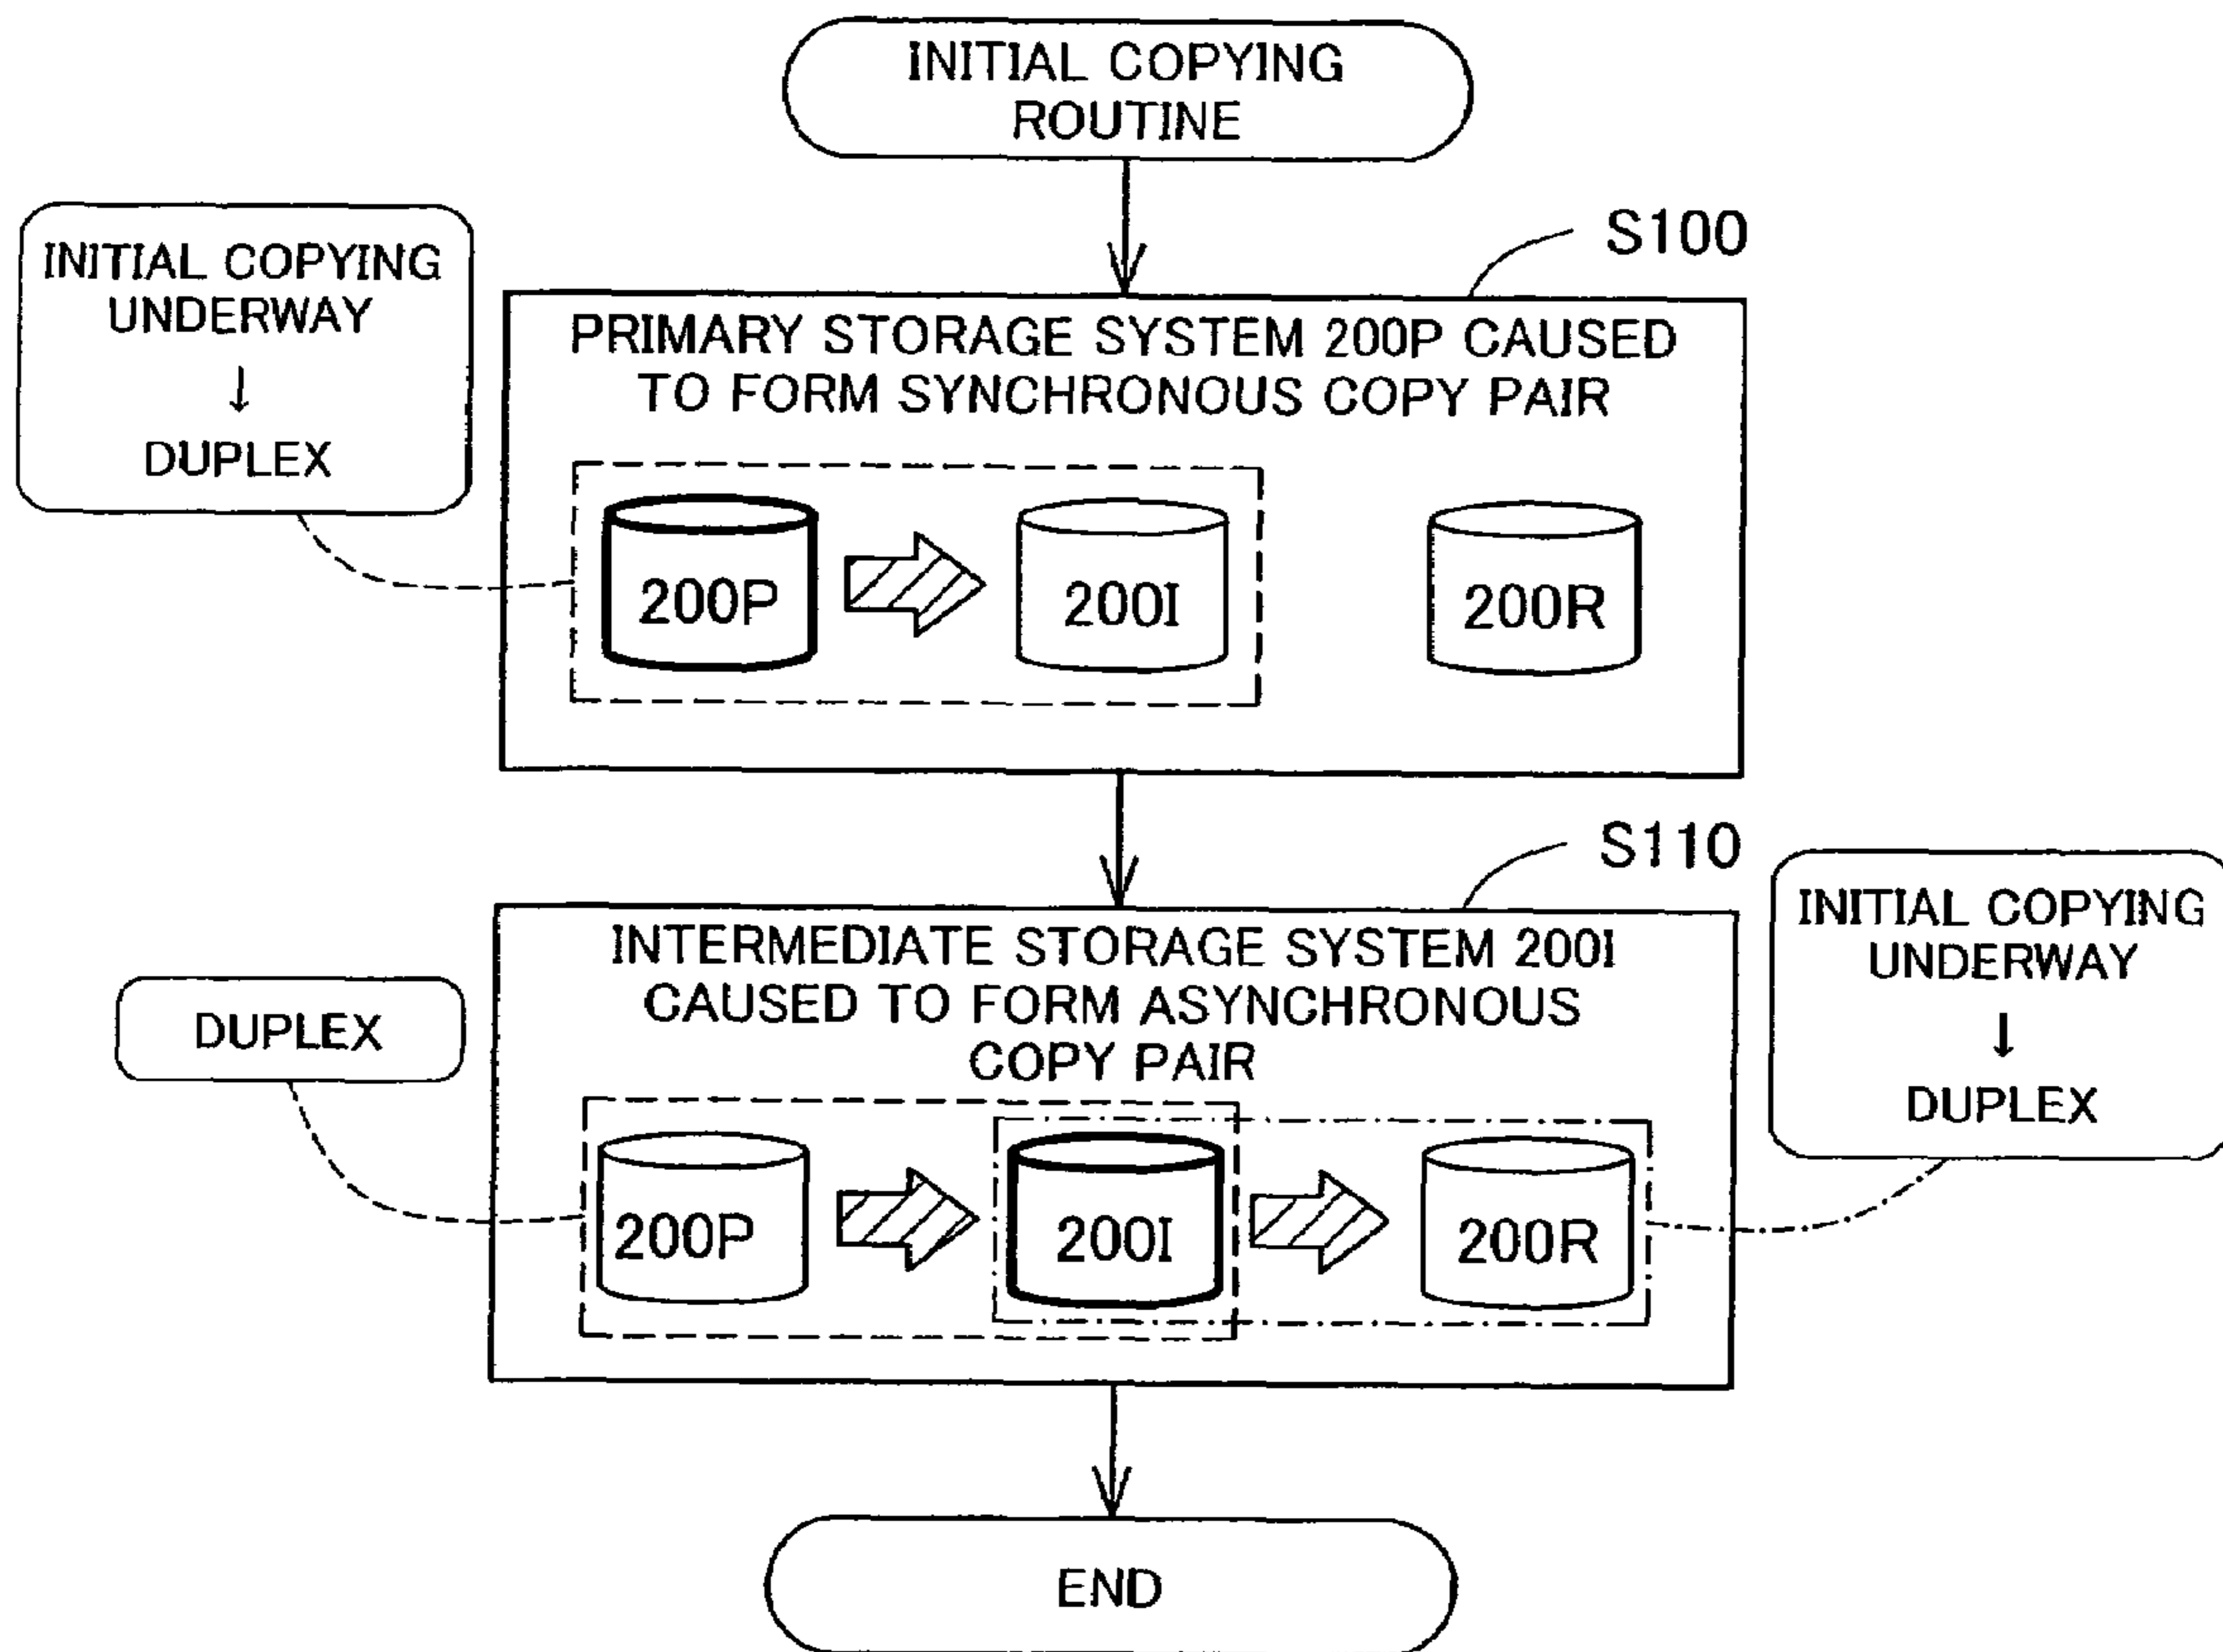 INITIAL COPYING
ROUTINE
S100
INITIAL COPYING
UNDERWAY
↓
DUPLEX
PRIMARY STORAGE SYSTEM 200P CAUSED
TO FORM SYNCHRONOUS COPY PAIR
200P
200I
200R
S110
INTERMEDIATE STORAGE SYSTEM 200I
CAUSED TO FORM ASYNCHRONOUS
COPY PAIR
INITIAL COPYING
UNDERWAY
↓
DUPLEX
DUPLEX
200P
200I
200R
END